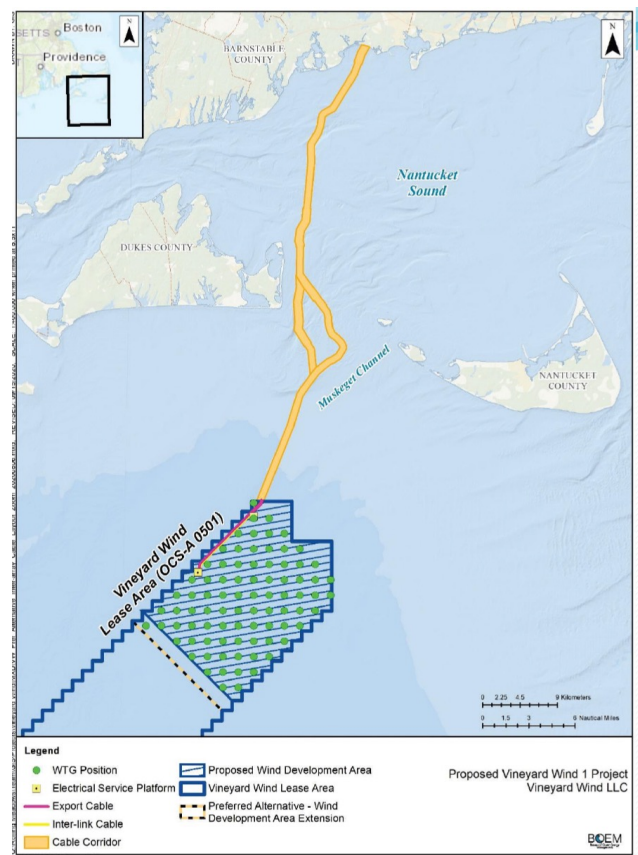 SETTS
Boston
Providence
N
N
BARNSTABLE
COUNTY
Nantucket
Sound
DUKES COUNTY
NANTUCKET
COUNTY
Muskeget Channel
Vineyard Wind
Lease Area (OCS-A 0501)
0 2.25 4.5 9 Kilometers
0 1.5 3 6 Nautical Miles
Legend
WTG Position
Electrical Service Platform
Export Cable
Inter-link Cable
Cable Corridor
Proposed Wind Development Area
Vineyard Wind Lease Area
Preferred Alternative - Wind
Development Area Extension
Proposed Vineyard Wind 1 Project
Vineyard Wind LLC
BOEM